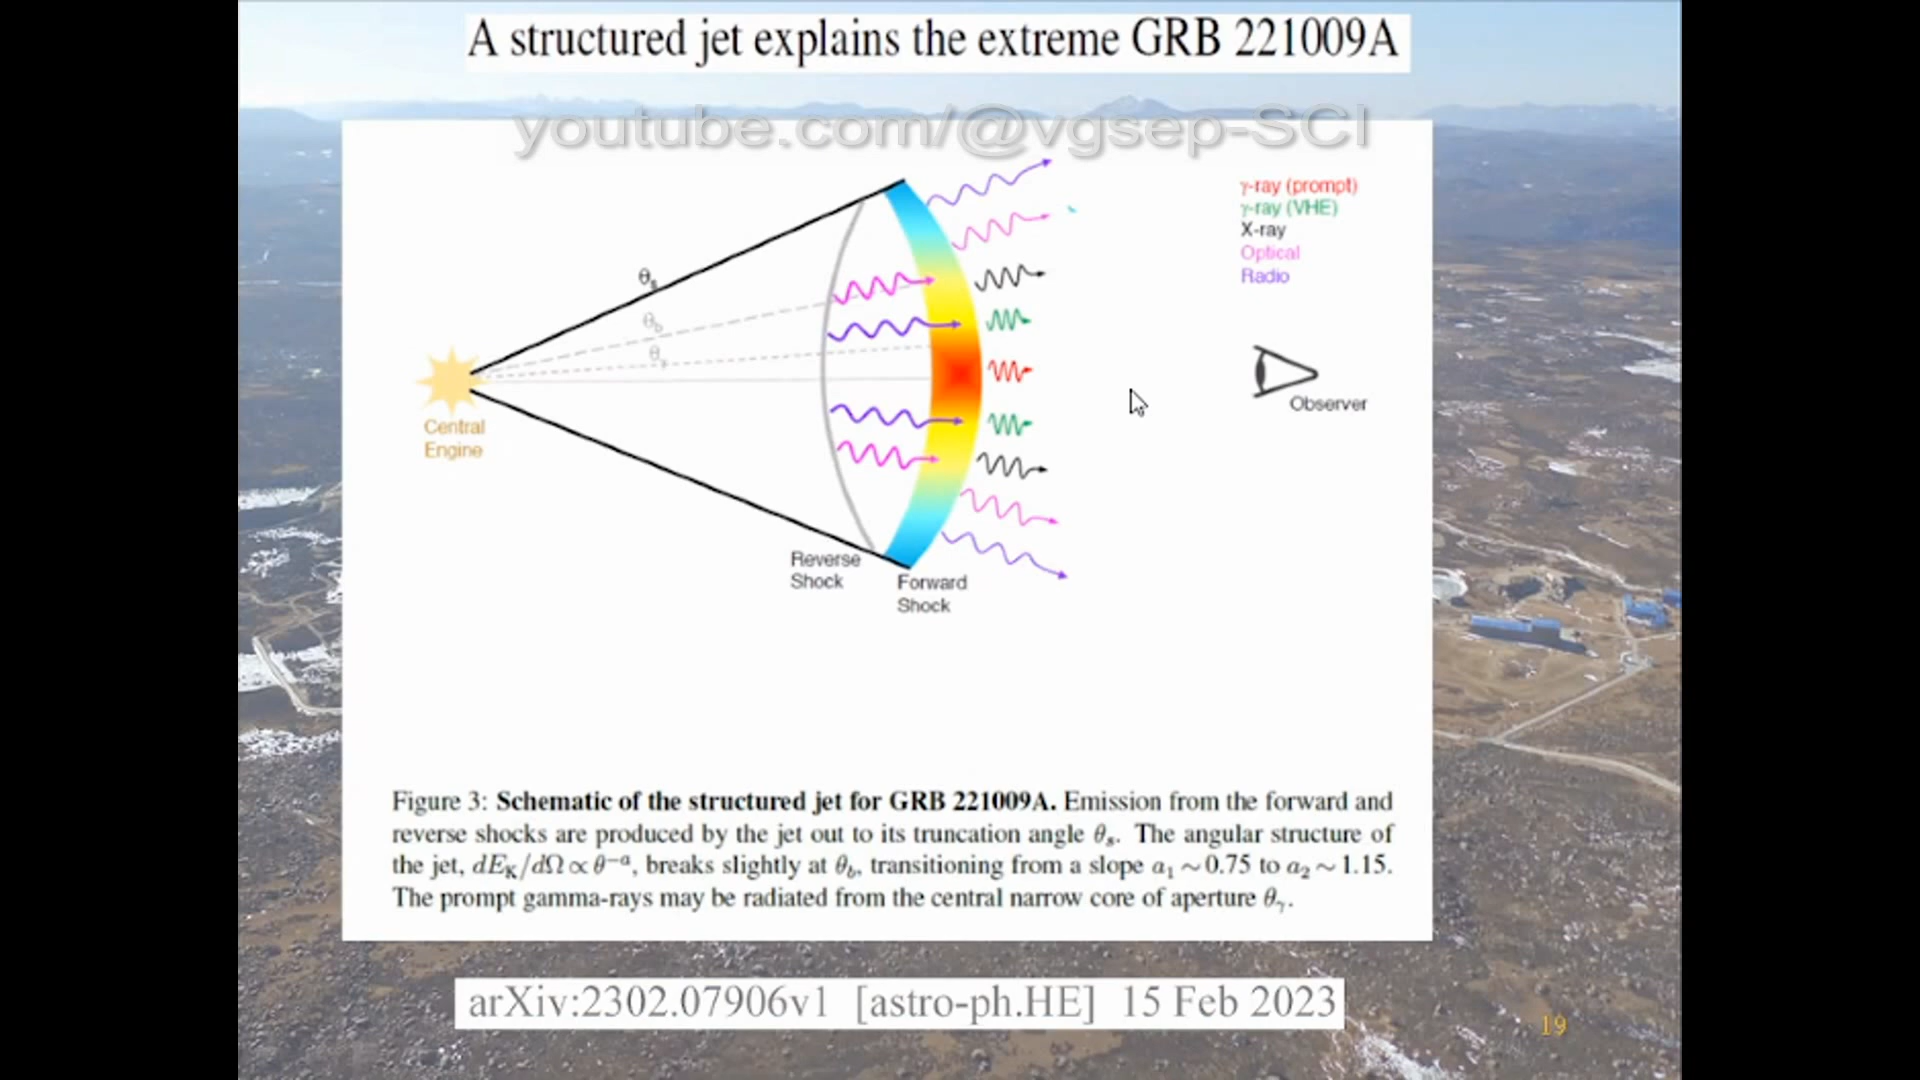 A structured jet explains the extreme GRB 221009A
youtube.com/@vgsep-SCI
γ-ray (prompt)
γ-ray (VHE)
X-ray
Optical
Radio
θs
θb
θγ
Central
Engine
Observer
Reverse
Shock
Forward
Shock
Figure 3: Schematic of the structured jet for GRB 221009A. Emission from the forward and
reverse shocks are produced by the jet out to its truncation angle θs. The angular structure of
the jet, dEK/dΩ ∝ θ−a, breaks slightly at θb, transitioning from a slope a1 ∼ 0.75 to a2 ∼ 1.15.
The prompt gamma-rays may be radiated from the central narrow core of aperture θγ.
arXiv:2302.07906v1 [astro-ph.HE] 15 Feb 2023
19